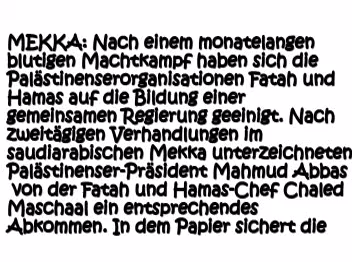 MEKKA: Nach einem monatelangen
blutigen Machtkampf haben sich die
Palästinenserorganisationen Fatah und
Hamas auf die Bildung einer
gemeinsamen Regierung geeinigt. Nach
zweitägigen Verhandlungen im
saudiarabischen Mekka unterzeichneten
Palästinenser-Präsident Mahmud Abbas
von der Fatah und Hamas-Chef Chaled
Maschaal ein entsprechendes
Abkommen. In dem Papier sichert die